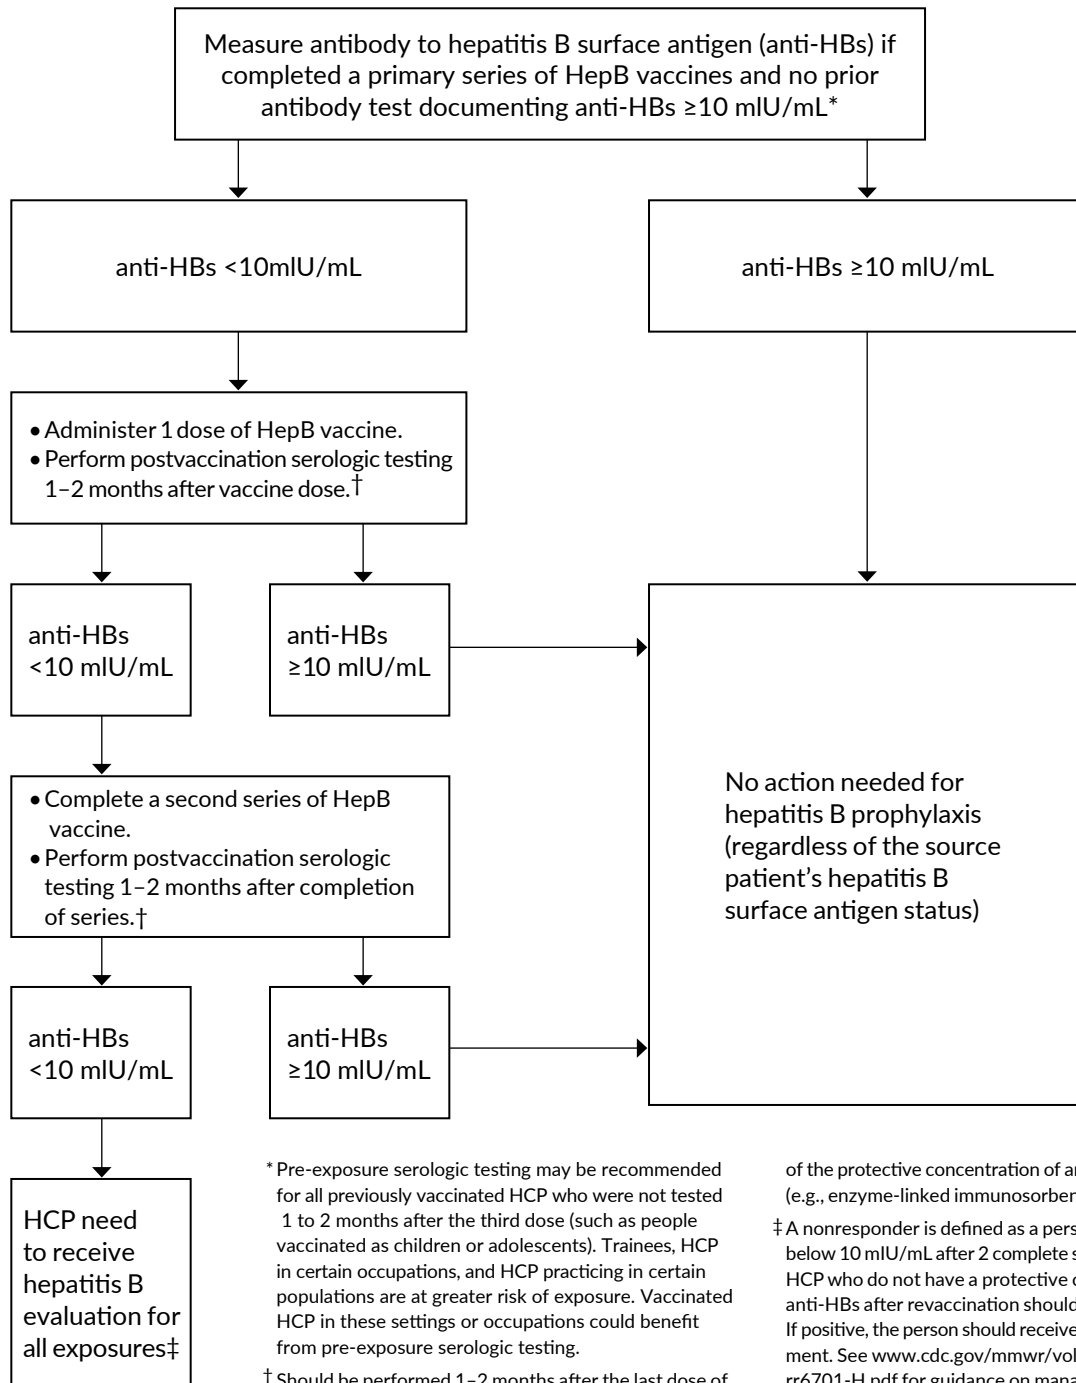 Measure antibody to hepatitis B surface antigen (anti-HBs) if
completed a primary series of HepB vaccines and no prior
antibody test documenting anti-HBs ≥10 mlU/mL*
anti-HBs <10mlU/mL
anti-HBs ≥10 mlU/mL
• Administer 1 dose of HepB vaccine.
• Perform postvaccination serologic testing
1–2 months after vaccine dose.†
anti-HBs
<10 mlU/mL
anti-HBs
≥10 mlU/mL
• Complete a second series of HepB
vaccine.
• Perform postvaccination serologic
testing 1–2 months after completion
of series.†
No action needed for
hepatitis B prophylaxis
(regardless of the source
patient's hepatitis B
surface antigen status)
anti-HBs
<10 mlU/mL
anti-HBs
≥10 mlU/mL
HCP need
to receive
hepatitis B
evaluation for
all exposures‡
* Pre-exposure serologic testing may be recommended
for all previously vaccinated HCP who were not tested
1 to 2 months after the third dose (such as people
vaccinated as children or adolescents). Trainees, HCP
in certain occupations, and HCP practicing in certain
populations are at greater risk of exposure. Vaccinated
HCP in these settings or occupations could benefit
from pre-exposure serologic testing.
† Should be performed 1–2 months after the last dose of
of the protective concentration of
(e.g., enzyme-linked
‡ A nonresponder is defined as a
below 10 mlU/mL after 2 complete
HCP who do not have a protective
anti-HBs after revaccination should
If positive, the person should receive
ment. See www.cdc.gov/mmwr/vol
rr6701-H.pdf for guidance on